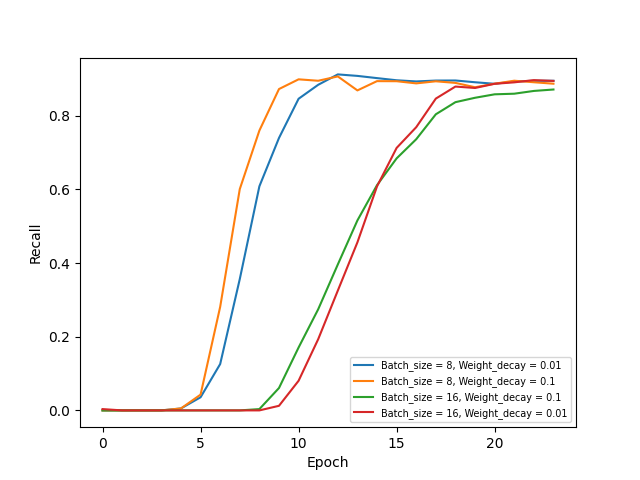 0.8
0.6
0.4
0.2
0.0
Recall
0
5
10
15
20
Epoch
Batch_size = 8, Weight_decay = 0.01
Batch_size = 8, Weight_decay = 0.1
Batch_size = 16, Weight_decay = 0.1
Batch_size = 16, Weight_decay = 0.01